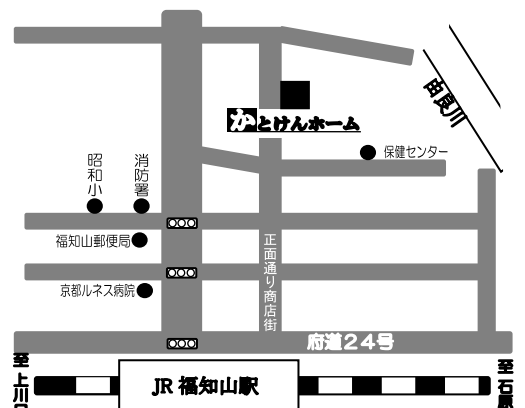 由良川
かとけんホーム
保健センター
昭和小
消防署
福知山郵便局
正面通り商店街
京都ルネス病院
府道24号
至上川口
至石原
JR 福知山駅